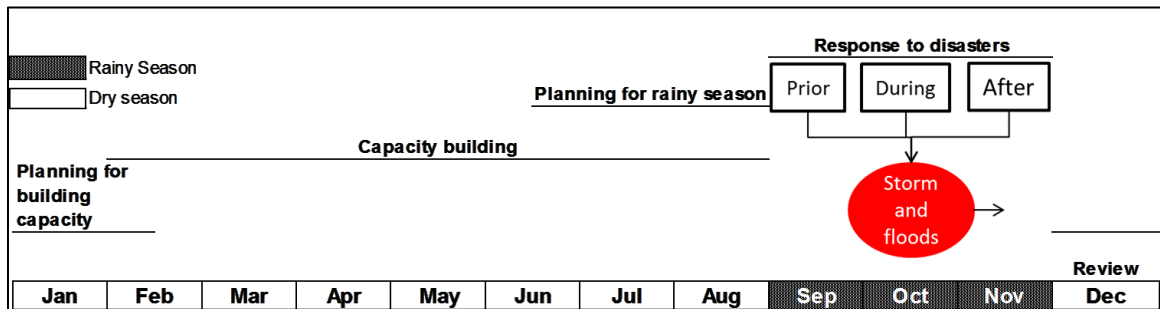 Response to disasters
Rainy Season
Dry season
Planning for rainy season
Prior
During
After
Capacity building
Planning for
building
capacity
Storm
and
floods
Review
Jan Feb Mar Apr May Jun Jul Aug Sep Oct Nov Dec